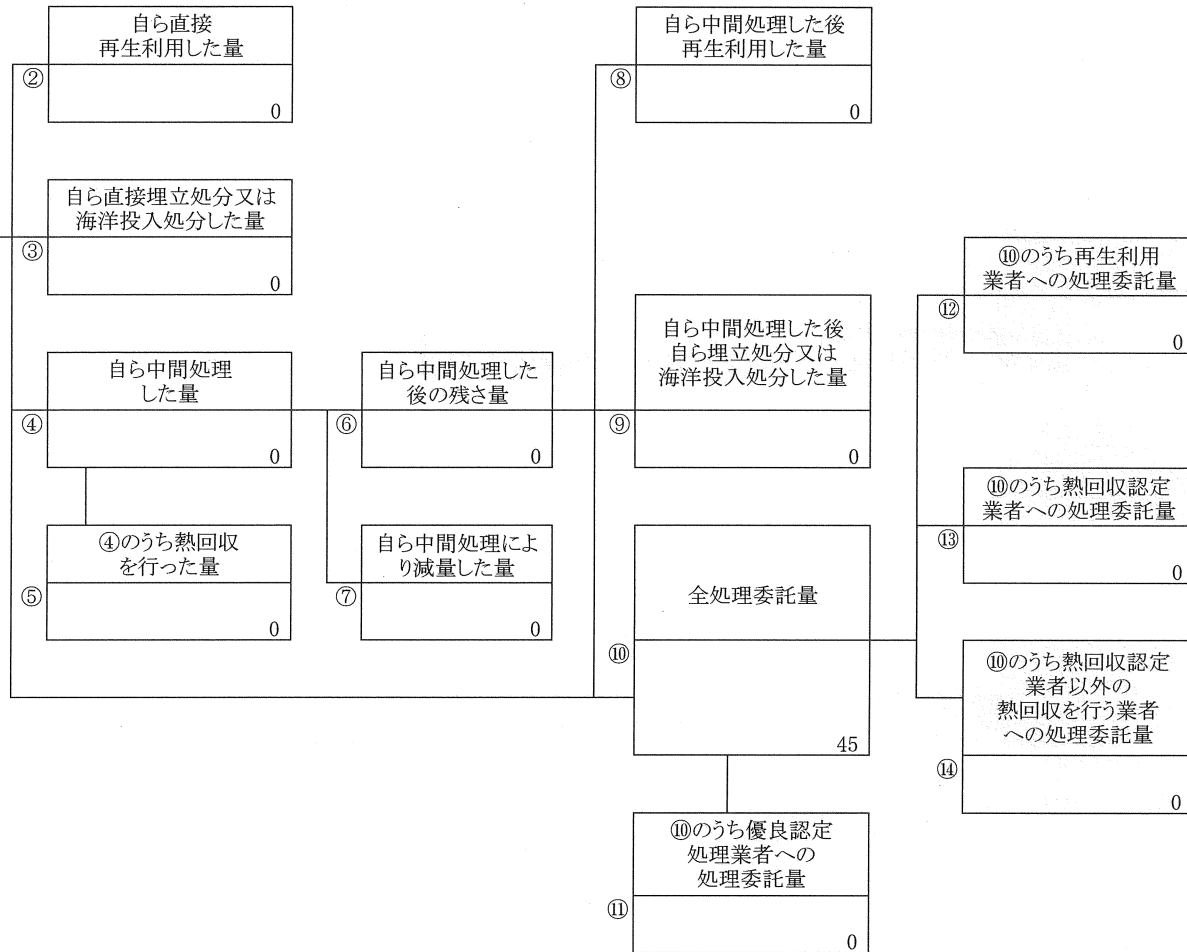 自ら直接
再生利用した量
②
0
自ら直接埋立処分又は
海洋投入処分した量
③
0
自ら中間処理
した量
④
0
④のうち熱回収
を行った量
⑤
0
自ら中間処理した
後の残さ量
⑥
0
自ら中間処理によ
り減量した量
⑦
0
自ら中間処理した後
再生利用した量
⑧
0
自ら中間処理した後
自ら埋立処分又は
海洋投入処分した量
⑨
0
全処理委託量
⑩
45
⑩のうち優良認定
処理業者への
処理委託量
⑪
0
⑩のうち再生利用
業者への処理委託量
⑫
0
⑩のうち熱回収認定
業者への処理委託量
⑬
0
⑩のうち熱回収認定
業者以外の
熱回収を行う業者
への処理委託量
⑭
0